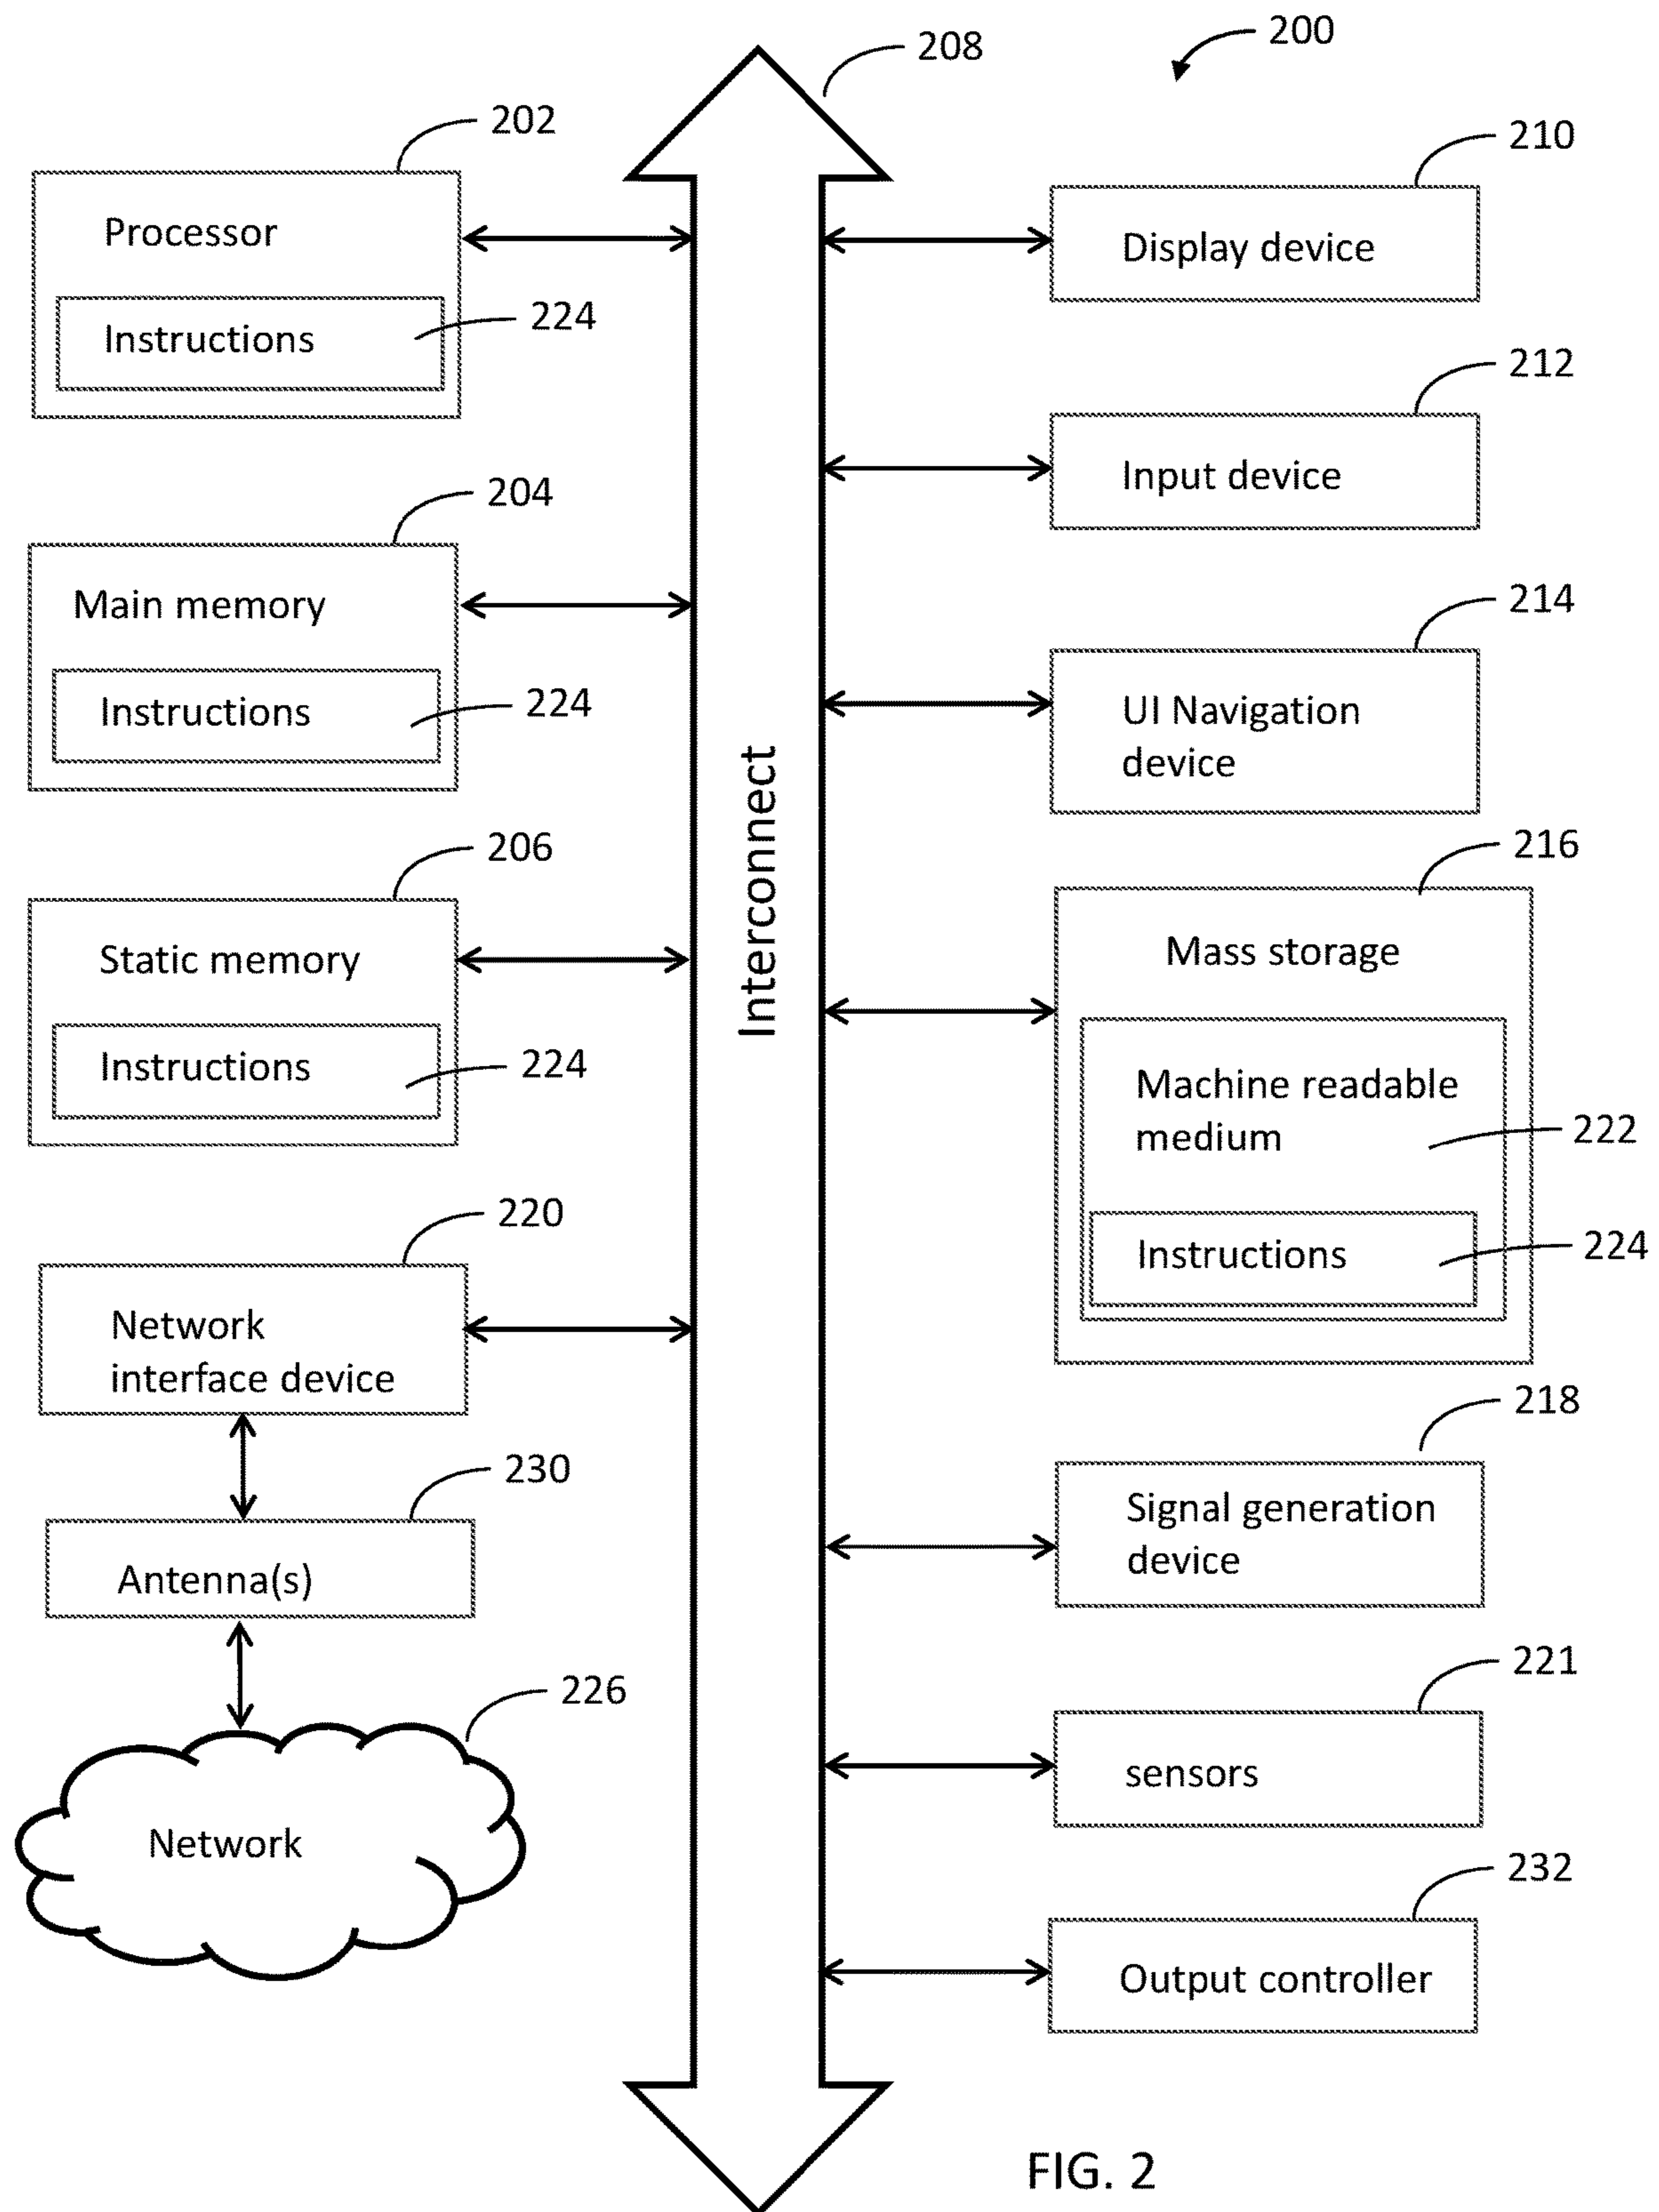 200
208
202
Processor
Instructions
224
204
Main memory
Instructions
224
206
Static memory
Instructions
224
220
Network
interface device
230
Antenna(s)
226
Network
Interconnect
210
Display device
212
Input device
214
UI Navigation
device
216
Mass storage
Machine readable
medium
222
Instructions
224
218
Signal generation
device
221
sensors
232
Output controller
FIG. 2